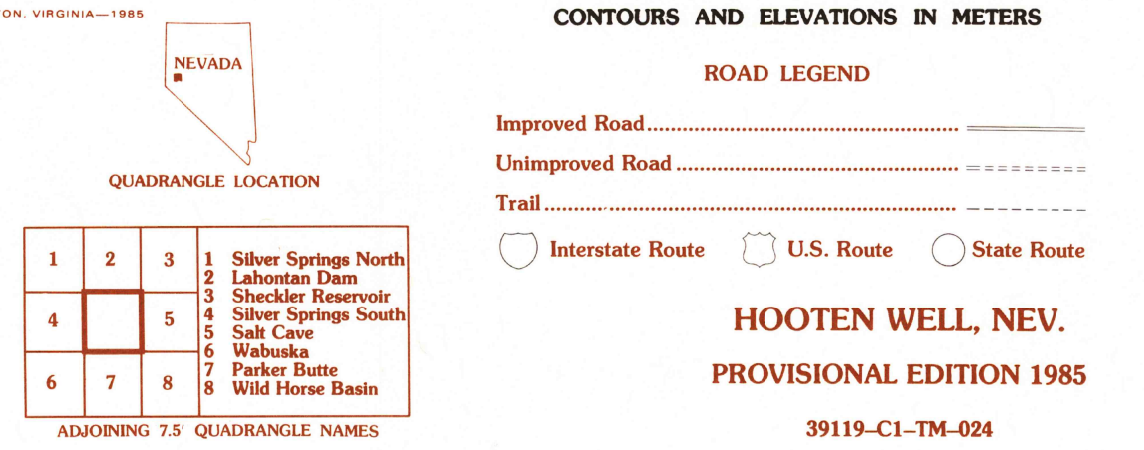 ON. VIRGINIA—1985
NEVADA
QUADRANGLE LOCATION
1 2 3
4 5
6 7 8
1 Silver Springs North
2 Lahontan Dam
3 Sheckler Reservoir
4 Silver Springs South
5 Salt Cave
6 Wabuska
7 Parker Butte
8 Wild Horse Basin
ADJOINING 7.5' QUADRANGLE NAMES
CONTOURS AND ELEVATIONS IN METERS
ROAD LEGEND
Improved Road
Unimproved Road
Trail
Interstate Route U.S. Route State Route
HOOTEN WELL, NEV.
PROVISIONAL EDITION 1985
39119–C1–TM–024